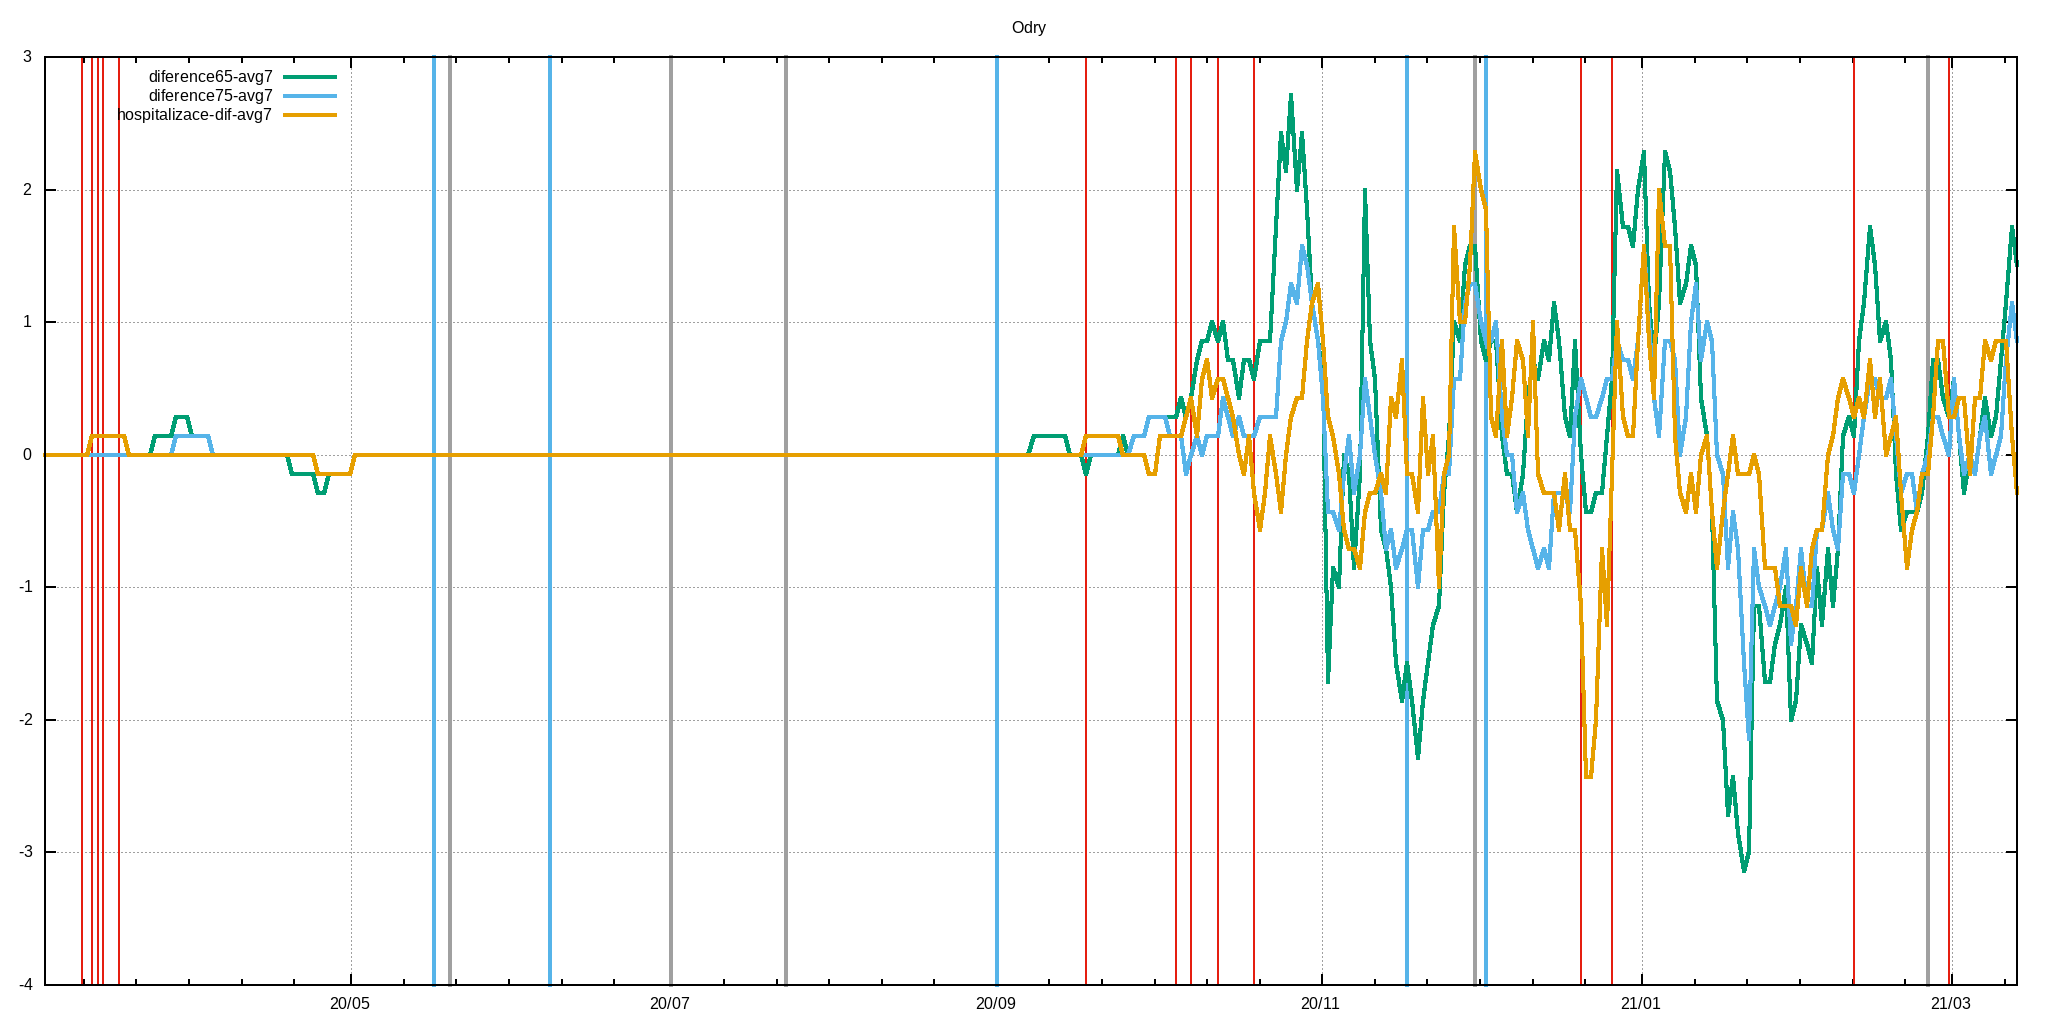 Odry
diference65-avg7
diference75-avg7
hospitalizace-dif-avg7
3
2
1
0
-1
-2
-3
-4
20/05 20/07 20/09 20/11 21/01 21/03